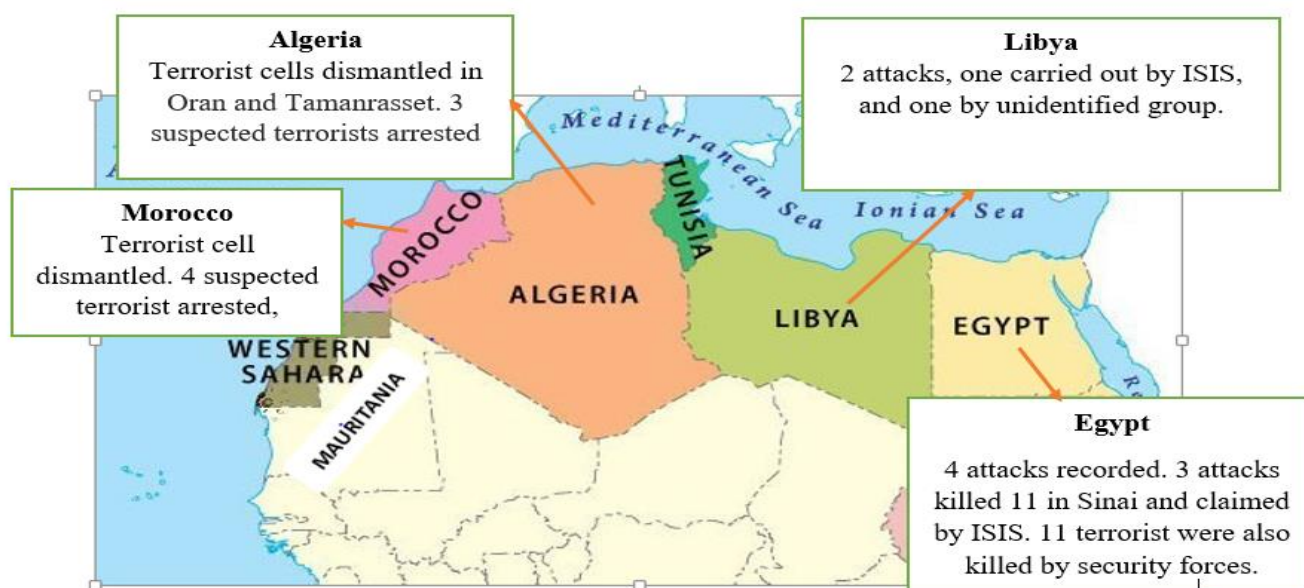 Algeria
Terrorist cells dismantled in
Oran and Tamanrasset. 3
suspected terrorists arrested
Libya
2 attacks, one carried out by ISIS,
and one by unidentified group.
Morocco
Terrorist cell
dismantled. 4 suspected
terrorist arrested,
Mediterranean Sea
Ionian Sea
MOROCCO
ALGERIA
TUNISIA
LIBYA
EGYPT
WESTERN
SAHARA
MAURITANIA
Egypt
4 attacks recorded. 3 attacks
killed 11 in Sinai and claimed
by ISIS. 11 terrorist were also
killed by security forces.